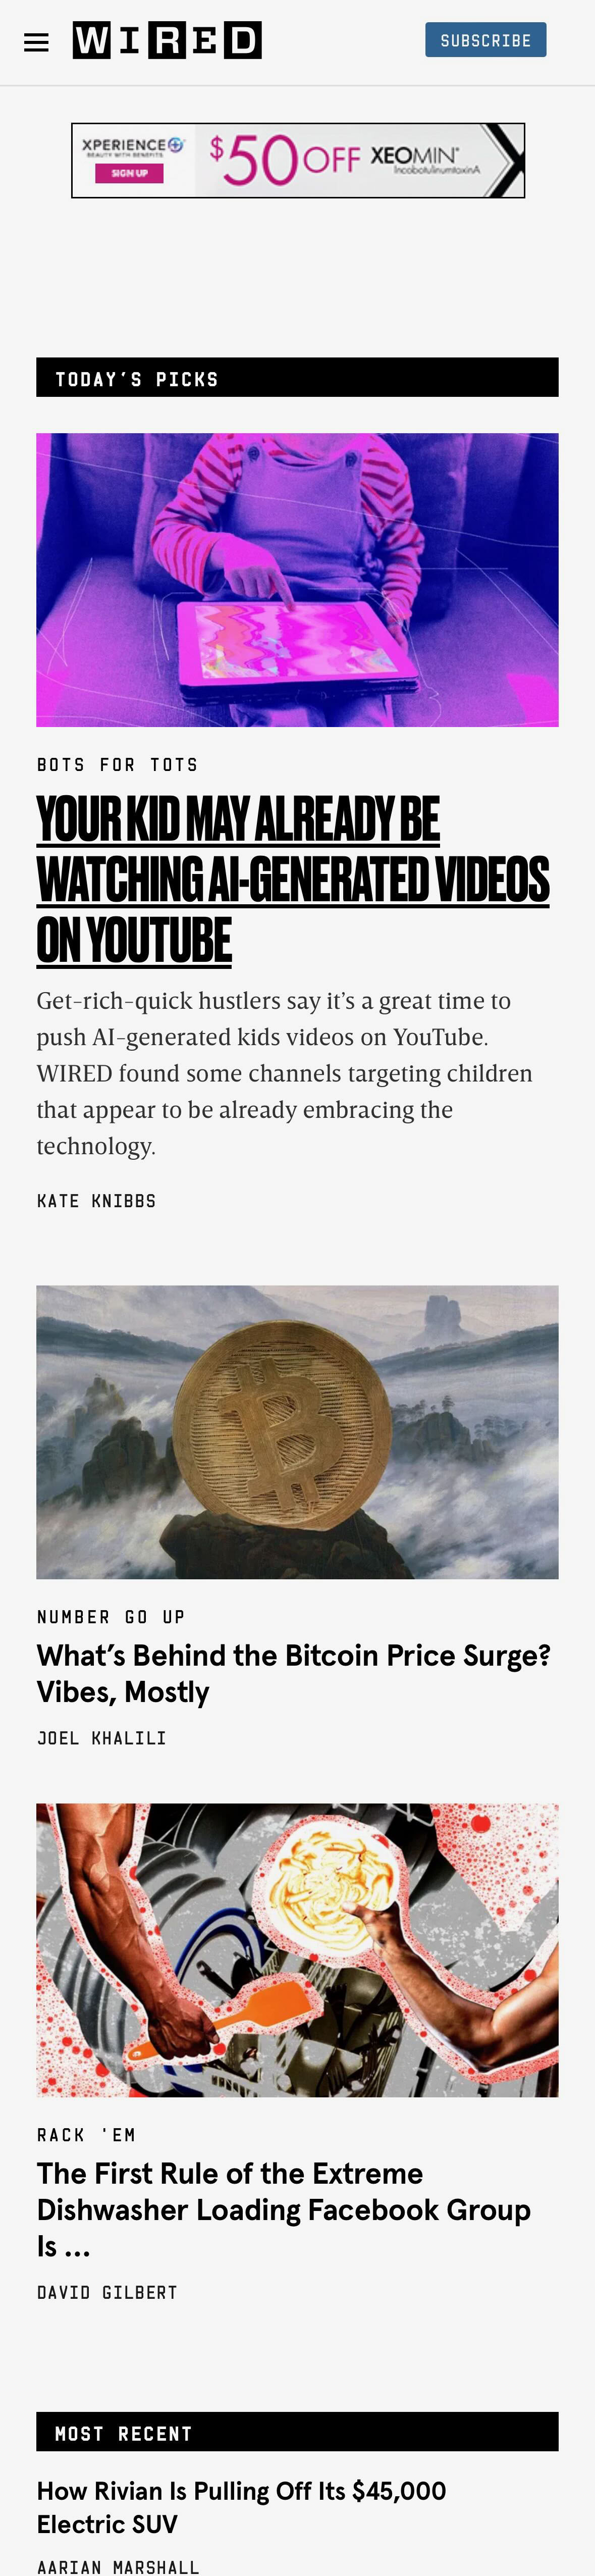 WIRED
SUBSCRIBE
XPERIENCE+
BEAUTY WITH BENEFITS.
SIGN UP
$50 OFF
XEOMIN®
IncobotulinumtoxinA
TODAY’S PICKS
BOTS FOR TOTS
YOUR KID MAY ALREADY BE
WATCHING AI-GENERATED VIDEOS
ON YOUTUBE
Get-rich-quick hustlers say it’s a great time to
push AI-generated kids videos on YouTube.
WIRED found some channels targeting children
that appear to be already embracing the
technology.
KATE KNIBBS
NUMBER GO UP
What’s Behind the Bitcoin Price Surge?
Vibes, Mostly
JOEL KHALILI
RACK 'EM
The First Rule of the Extreme
Dishwasher Loading Facebook Group
Is …
DAVID GILBERT
MOST RECENT
How Rivian Is Pulling Off Its $45,000
Electric SUV
AARIAN MARSHALL